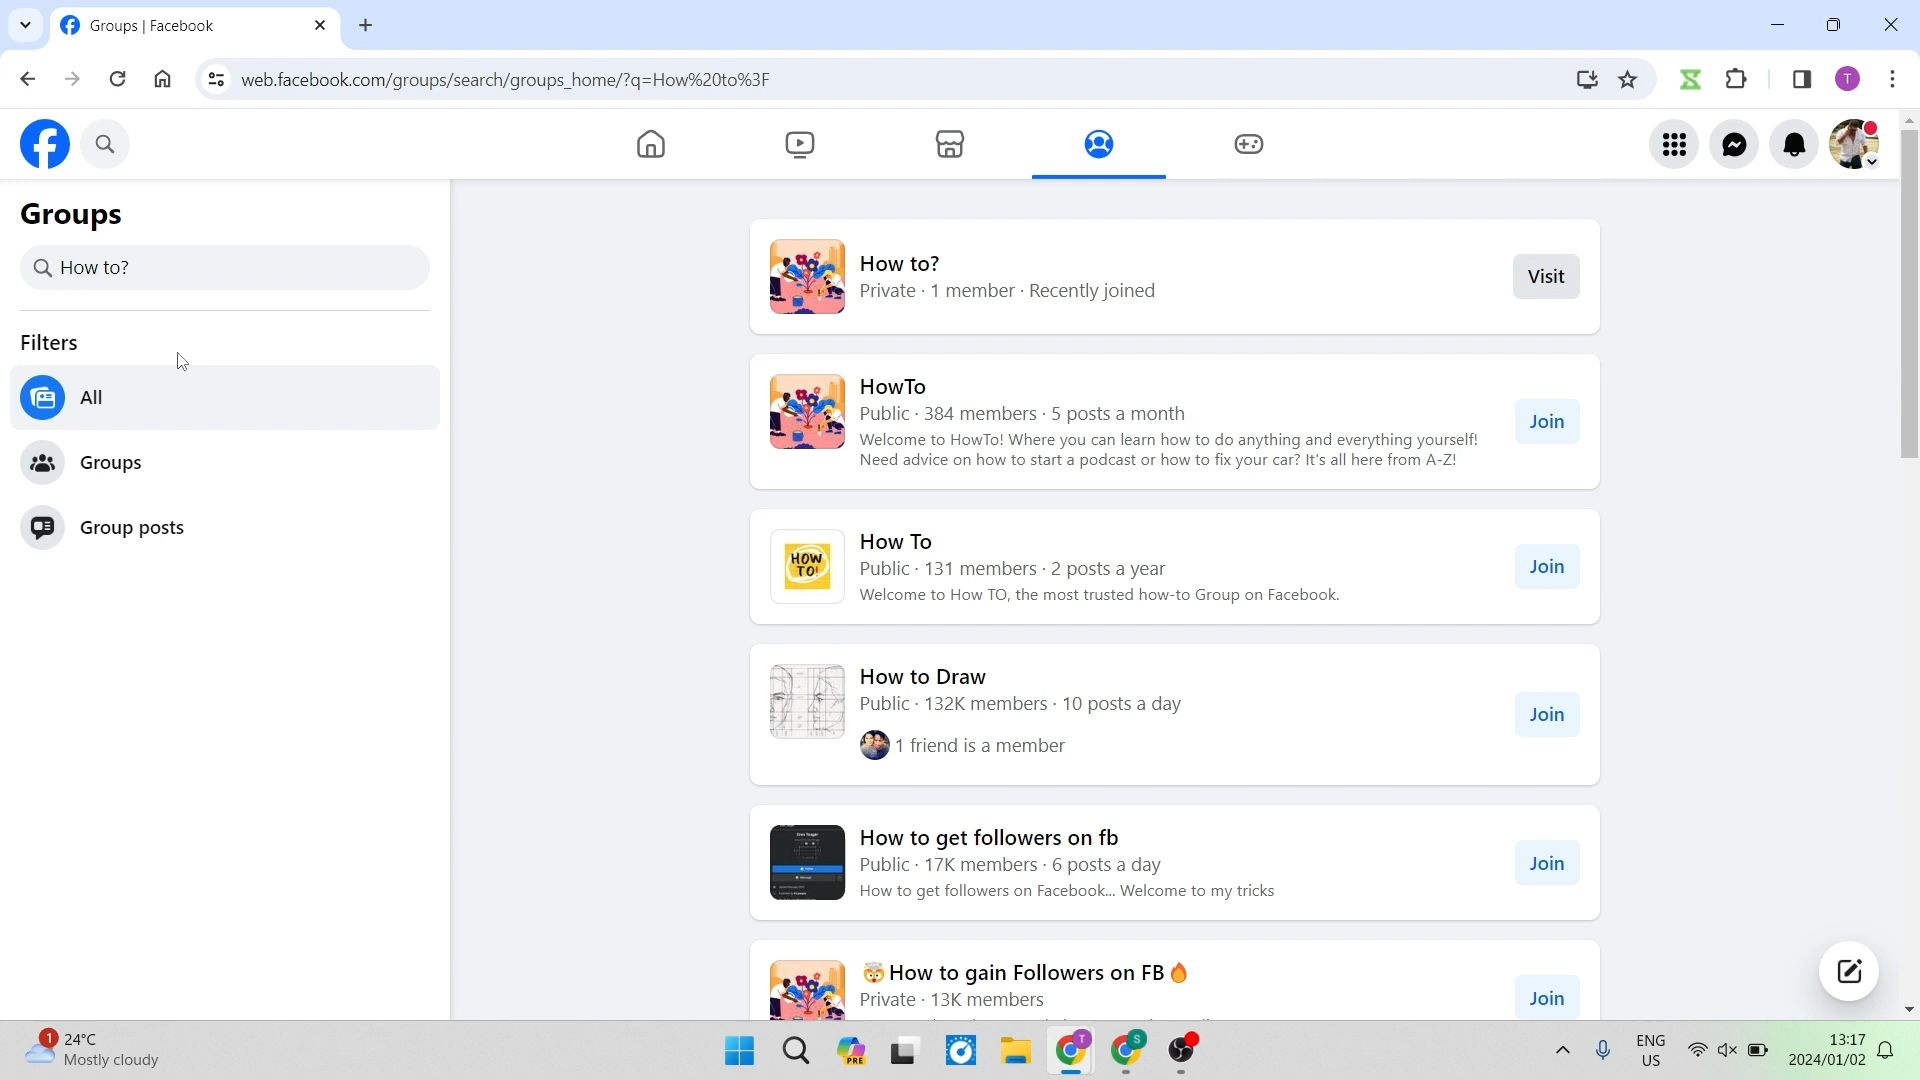 Groups | Facebook
web.facebook.com/groups/search/groups_home/?q=How%20to%3F
T
Groups
How to?
Filters
All
Groups
Group posts
How to?
Private · 1 member · Recently joined
Visit
HowTo
Public · 384 members · 5 posts a month
Welcome to HowTo! Where you can learn how to do anything and everything yourself!
Need advice on how to start a podcast or how to fix your car? It's all here from A-Z!
Join
HOW
TO!
How To
Public · 131 members · 2 posts a year
Welcome to How TO, the most trusted how-to Group on Facebook.
Join
How to Draw
Public · 132K members · 10 posts a day
1 friend is a member
Join
How to get followers on fb
Public · 17K members · 6 posts a day
How to get followers on Facebook... Welcome to my tricks
Join
🤯How to gain Followers on FB🔥
Private · 13K members
Join
1
24°C
Mostly cloudy
PRE
T
S
ENG
US
13:17
2024/01/02